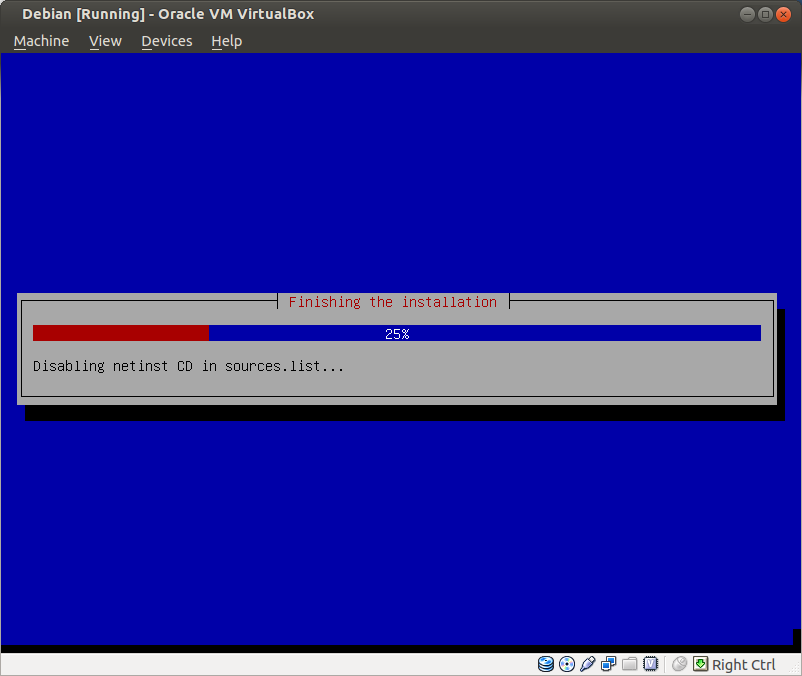 Debian [Running] - Oracle VM VirtualBox
Machine View Devices Help
Finishing the installation
25%
Disabling netinst CD in sources.list...
Right Ctrl